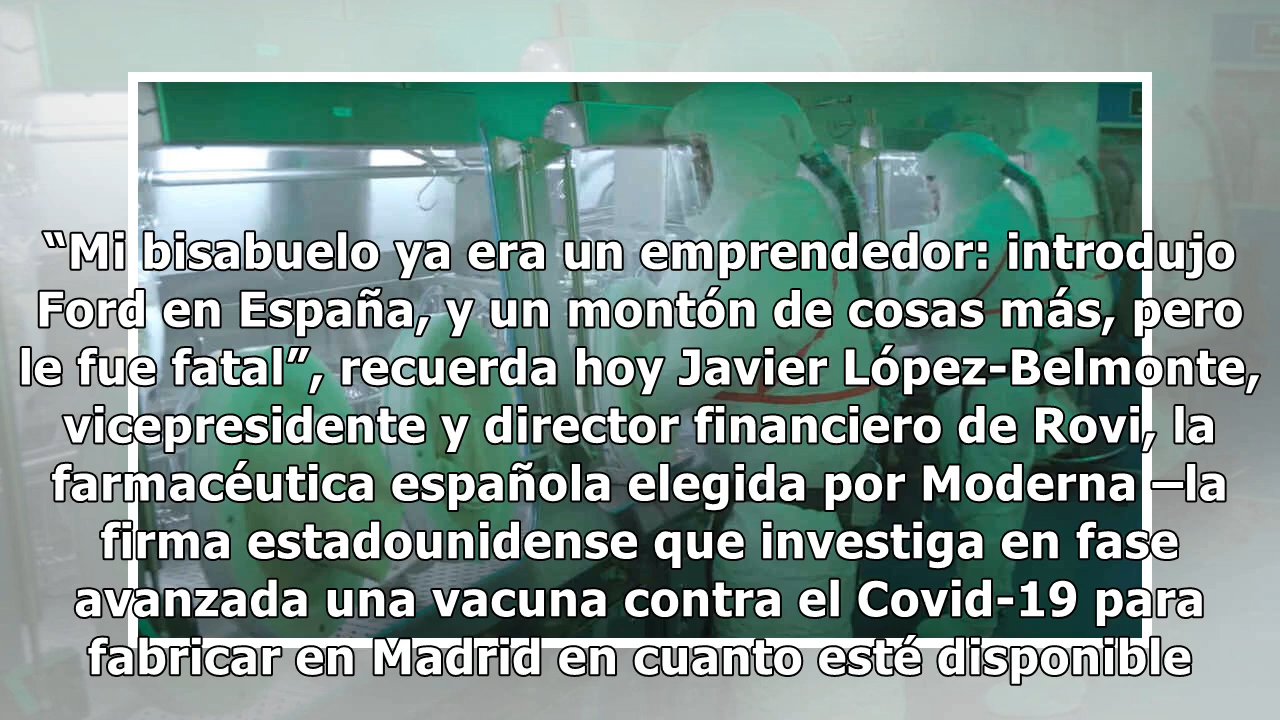 “Mi bisabuelo ya era un emprendedor: introdujo
Ford en España, y un montón de cosas más, pero
le fue fatal”, recuerda hoy Javier López-Belmonte,
vicepresidente y director financiero de Rovi, la
farmacéutica española elegida por Moderna –la
firma estadounidense que investiga en fase
avanzada una vacuna contra el Covid-19 para
fabricar en Madrid en cuanto esté disponible